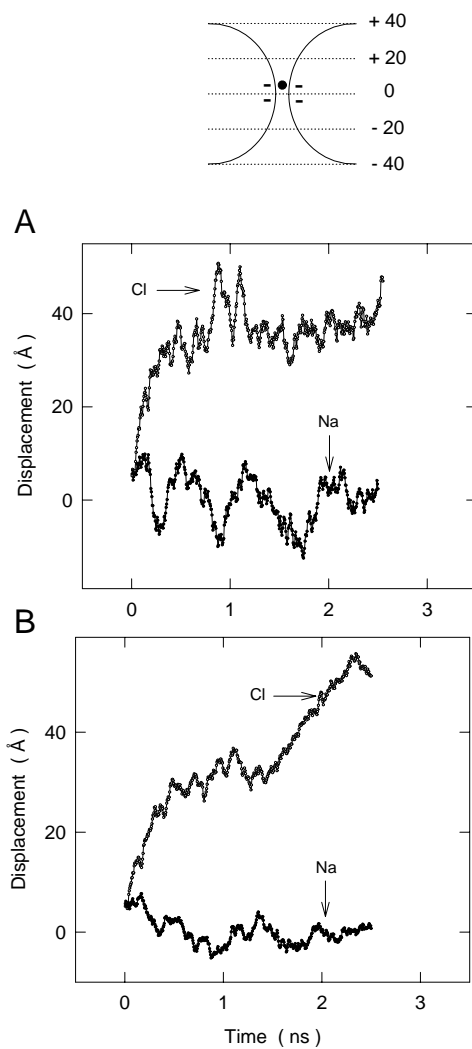 + 40
+ 20
0
- 20
- 40
A
Displacement ( Å )
40
20
0
Cl
Na
0 1 2 3
B
Displacement ( Å )
40
20
0
Cl
Na
0 1 2 3
Time ( ns )